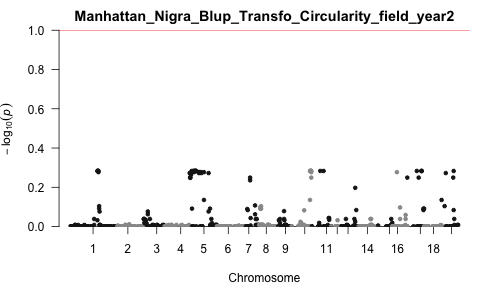 Manhattan_Nigra_Blup_Transfo_Circularity_field_year2
1.0
0.8
0.6
0.4
0.2
0.0
− log10(p)
1 2 3 4 5 6 7 8 9 11 14 16 18
Chromosome